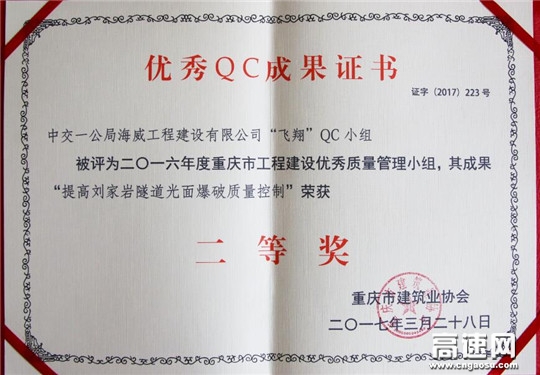 优秀QC成果证书
证字（2017）223号
中交一公局海威工程建设有限公司“飞翔”QC小组
被评为二〇一六年度重庆市工程建设优秀质量管理小组，其成果
“提高刘家岩隧道光面爆破质量控制”荣获
二等奖
重庆市建筑业协会
二〇一七年三月二十八日
高速网
www.cngaosu.com